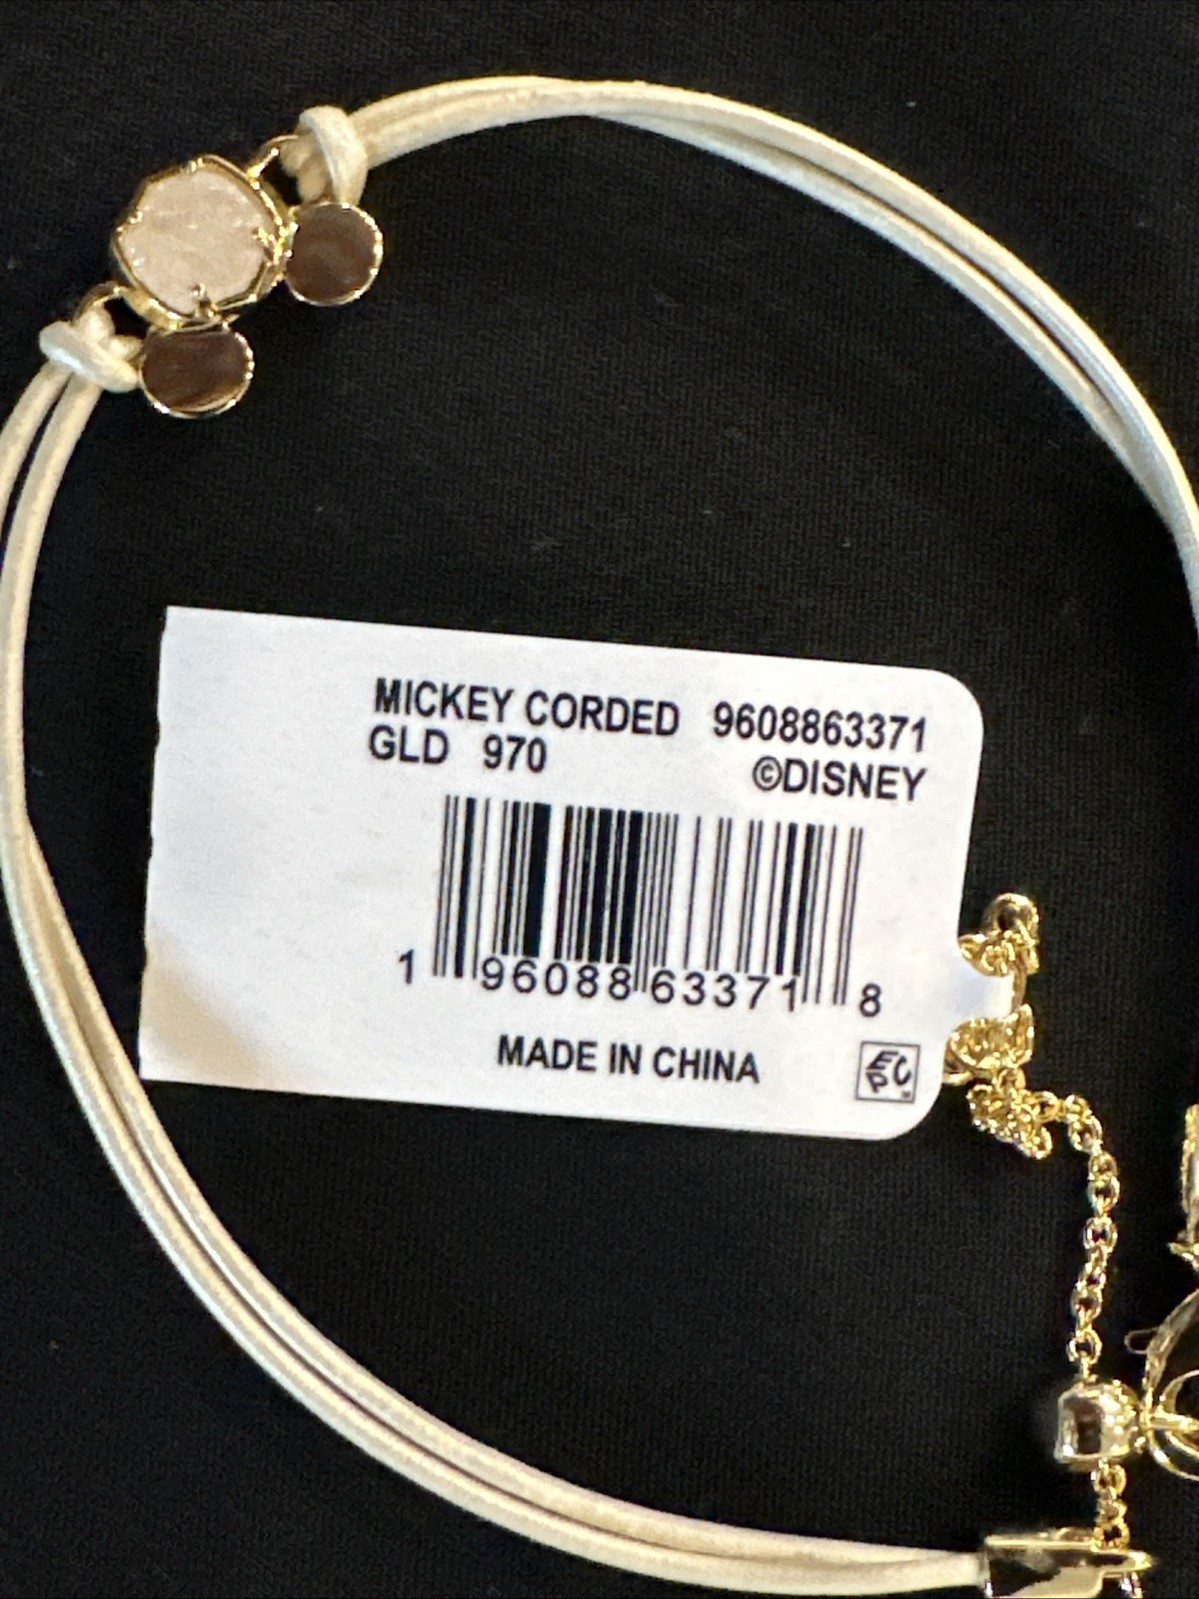 MICKEY CORDED 9608863371
GLD 970 ©DISNEY
1 96088 63371 8
MADE IN CHINA
EPC